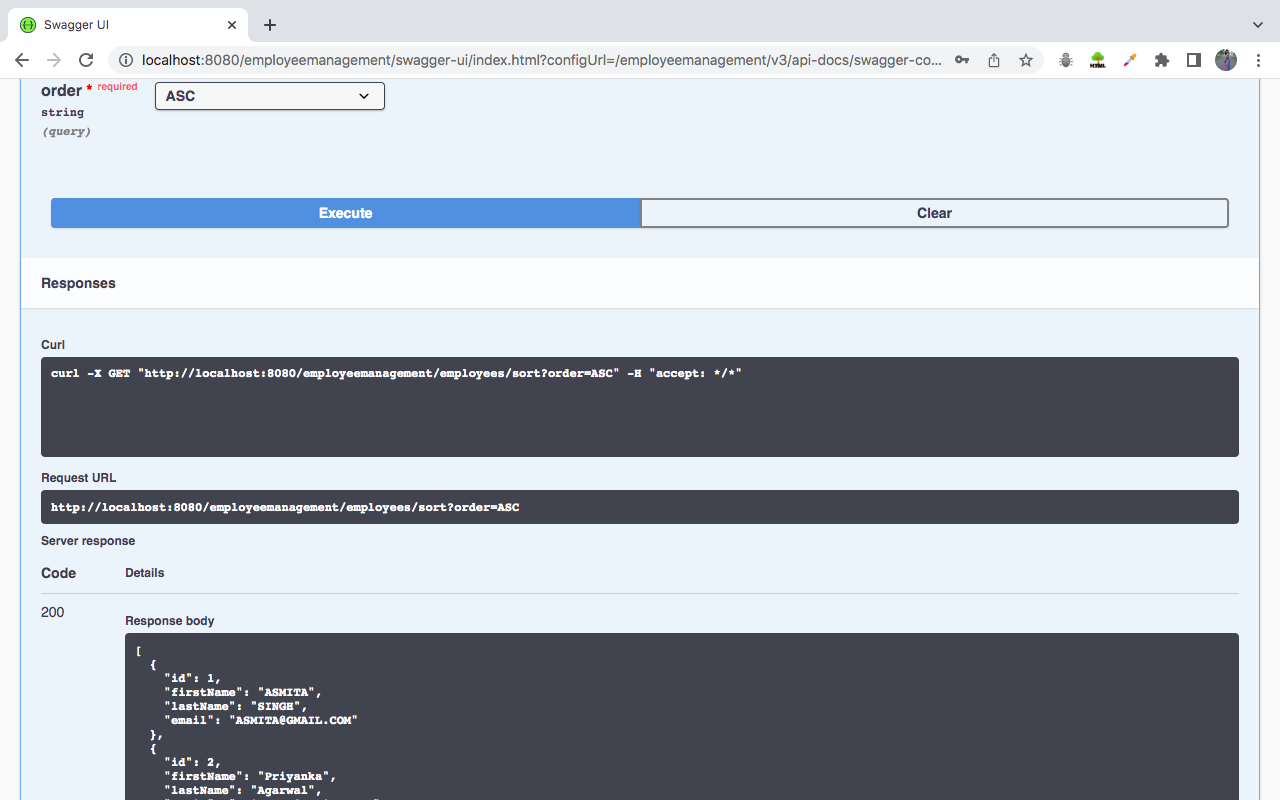 Swagger UI
localhost:8080/employeemanagement/swagger-ui/index.html?configUrl=/employeemanagement/v3/api-docs/swagger-co...
HTML
order * required
ASC
string
(query)
Execute
Clear
Responses
Curl
curl -X GET "http://localhost:8080/employeemanagement/employees/sort?order=ASC" -H "accept: */*"
Request URL
http://localhost:8080/employeemanagement/employees/sort?order=ASC
Server response
Code Details
200
Response body
[
{
"id": 1,
"firstName": "ASMITA",
"lastName": "SINGH",
"email": "ASMITA@GMAIL.COM"
},
{
"id": 2,
"firstName": "Priyanka",
"lastName": "Agarwal",